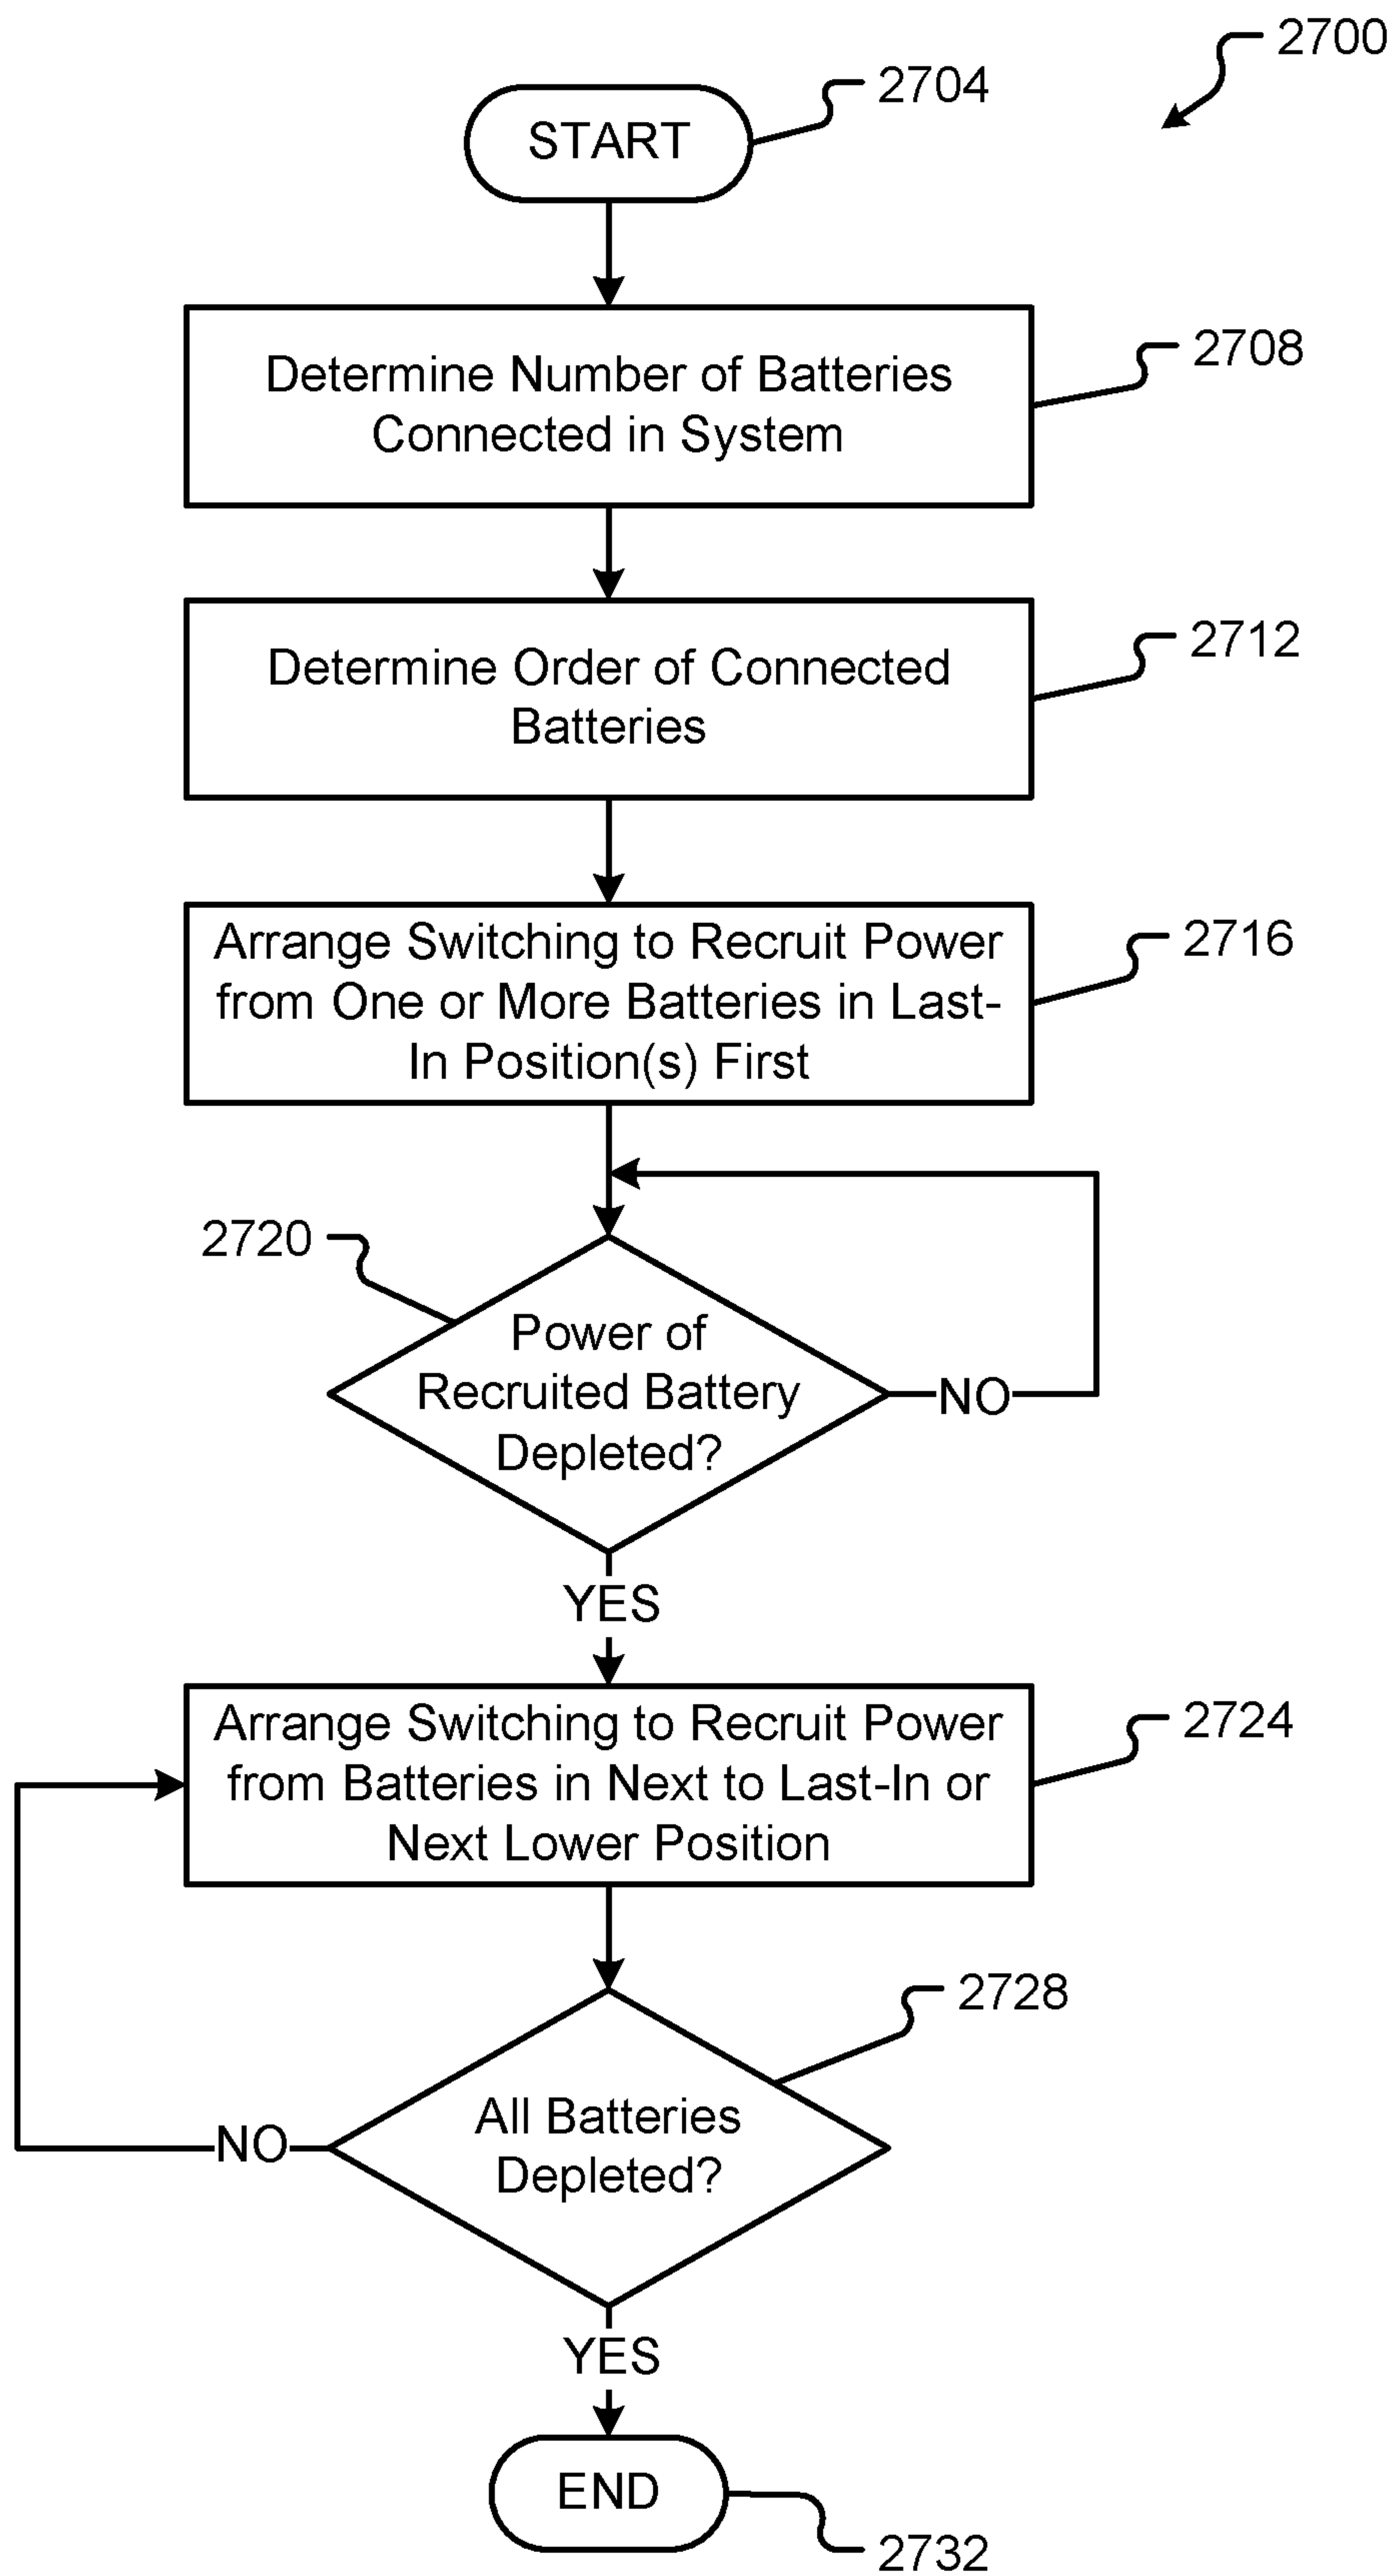 2700
2704
START
2708
Determine Number of Batteries
Connected in System
2712
Determine Order of Connected
Batteries
2716
Arrange Switching to Recruit Power
from One or More Batteries in Last-
In Position(s) First
2720
Power of
Recruited Battery
Depleted?
NO
YES
2724
Arrange Switching to Recruit Power
from Batteries in Next to Last-In or
Next Lower Position
2728
All Batteries
Depleted?
NO
YES
END
2732